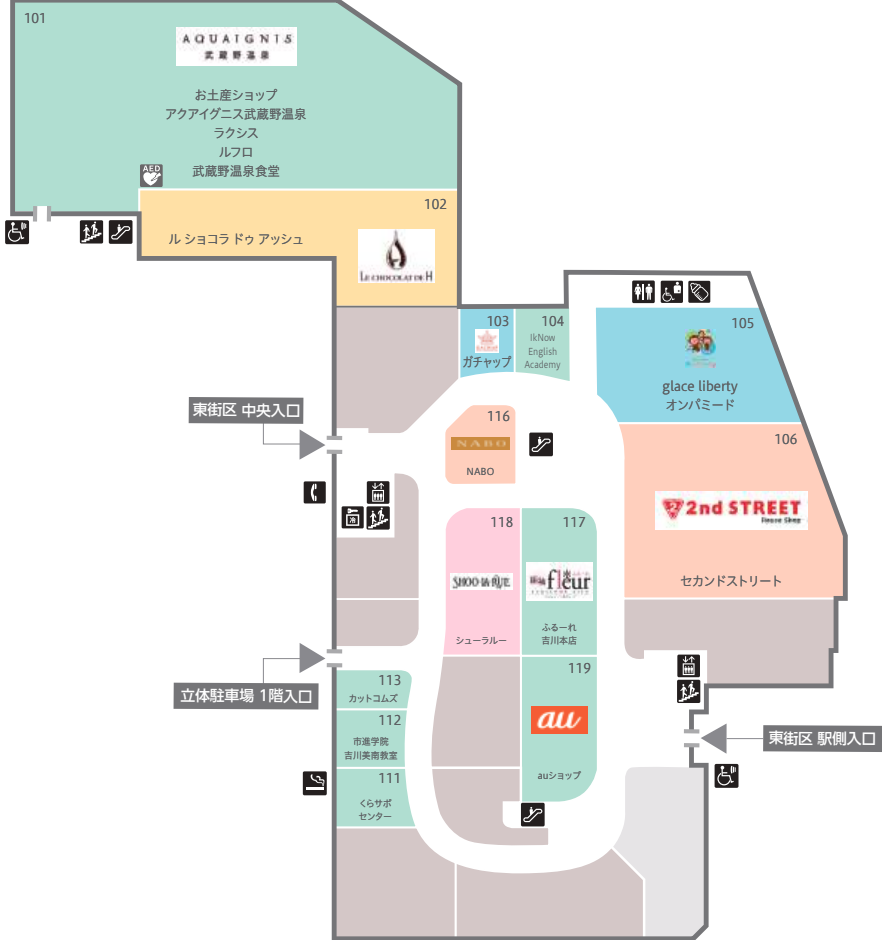 101
AQUAIGNIS
武蔵野温泉
お土産ショップ
アクアイグニス武蔵野温泉
ラクシス
ルフロ
武蔵野温泉食堂
AED
102
ル ショコラ ドゥ アッシュ
LE CHOCOLAT DE H
103
ガチャップ
104
IkNow
English
Academy
105
glace liberty
オンパミード
東街区 中央入口
116
NABO
NABO
106
2nd STREET
Reuse Shop
セカンドストリート
118
SHOO·LA·RUE
シューラルー
117
fleur
ふるーれ
吉川本店
立体駐車場 1階入口
113
カットコムズ
112
市進学院
吉川美南教室
111
くらサポ
センター
119
au
auショップ
東街区 駅側入口